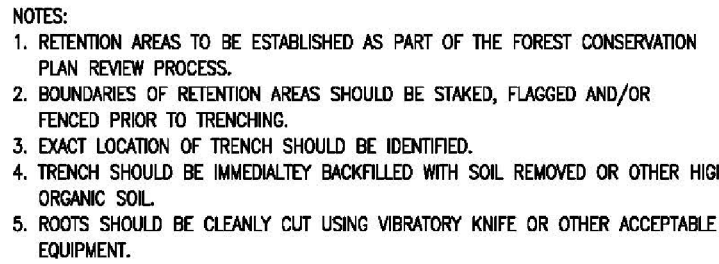 NOTES:
1. RETENTION AREAS TO BE ESTABLISHED AS PART OF THE FOREST CONSERVATION
PLAN REVIEW PROCESS.
2. BOUNDARIES OF RETENTION AREAS SHOULD BE STAKED, FLAGGED AND/OR
FENCED PRIOR TO TRENCHING.
3. EXACT LOCATION OF TRENCH SHOULD BE IDENTIFIED.
4. TRENCH SHOULD BE IMMEDIALTEY BACKFILLED WITH SOIL REMOVED OR OTHER HIGH
ORGANIC SOIL.
5. ROOTS SHOULD BE CLEANLY CUT USING VIBRATORY KNIFE OR OTHER ACCEPTABLE
EQUIPMENT.